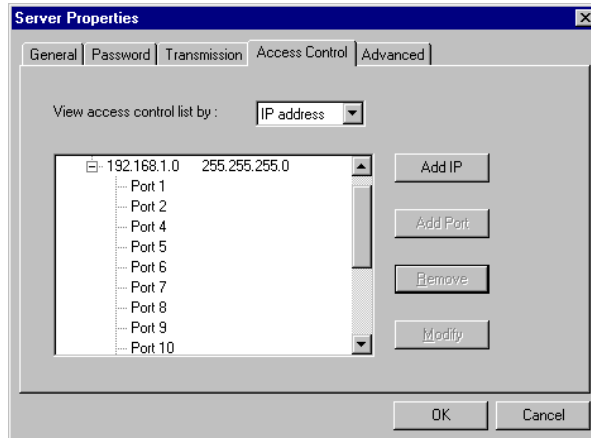 Server Properties
General Password Transmission Access Control Advanced
View access control list by : IP address
192.168.1.0 255.255.255.0
Port 1
Port 2
Port 4
Port 5
Port 6
Port 7
Port 8
Port 9
Port 10
Add IP
Add Port
Remove
Modify
OK Cancel